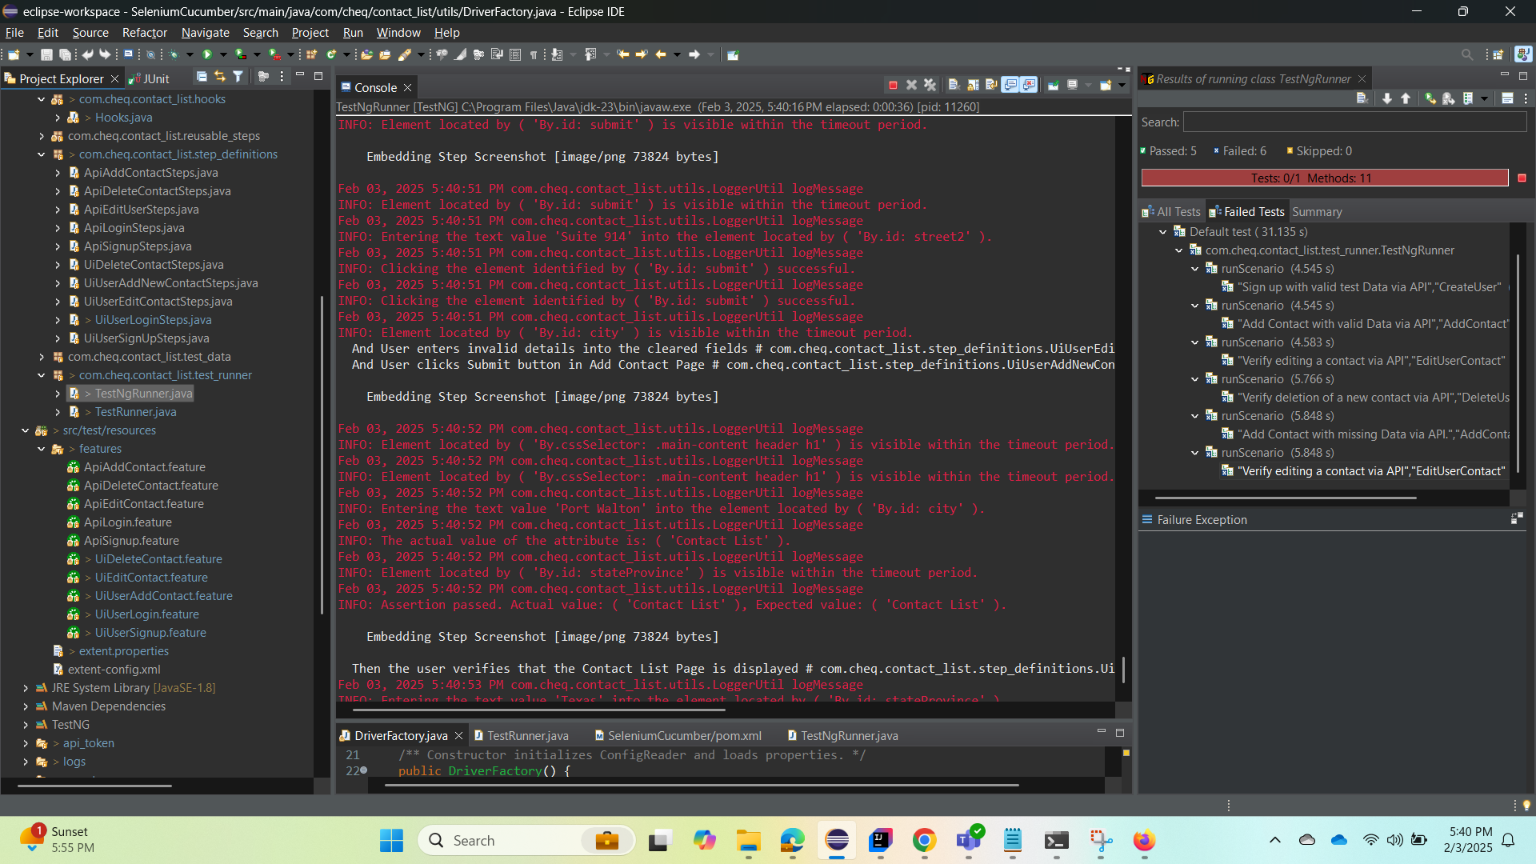 eclipse-workspace - SeleniumCucumber/src/main/java/com/cheq/contact_list/utils/DriverFactory.java - Eclipse IDE
File Edit Source Refactor Navigate Search Project Run Window Help
Project Explorer
JUnit
> com.cheq.contact_list.hooks
> Hooks.java
com.cheq.contact_list.reusable_steps
> com.cheq.contact_list.step_definitions
ApiAddContactSteps.java
ApiDeleteContactSteps.java
ApiEditUserSteps.java
ApiLoginSteps.java
ApiSignupSteps.java
UiDeleteContactSteps.java
UiUserAddNewContactSteps.java
UiUserEditContactSteps.java
> UiUserLoginSteps.java
UiUserSignUpSteps.java
com.cheq.contact_list.test_data
> com.cheq.contact_list.test_runner
> TestNgRunner.java
> TestRunner.java
> src/test/resources
> features
ApiAddContact.feature
ApiDeleteContact.feature
ApiEditContact.feature
ApiLogin.feature
ApiSignup.feature
> UiDeleteContact.feature
> UiEditContact.feature
> UiUserAddContact.feature
> UiUserLogin.feature
> UiUserSignup.feature
> extent.properties
extent-config.xml
JRE System Library [JavaSE-1.8]
Maven Dependencies
TestNG
> api_token
> logs
Console
TestNgRunner [TestNG] C:\Program Files\Java\jdk-23\bin\javaw.exe (Feb 3, 2025, 5:40:16 PM elapsed: 0:00:36) [pid: 11260]
INFO: Element located by ( 'By.id: submit' ) is visible within the timeout period.
Embedding Step Screenshot [image/png 73824 bytes]
Feb 03, 2025 5:40:51 PM com.cheq.contact_list.utils.LoggerUtil logMessage
INFO: Element located by ( 'By.id: submit' ) is visible within the timeout period.
Feb 03, 2025 5:40:51 PM com.cheq.contact_list.utils.LoggerUtil logMessage
INFO: Entering the text value 'Suite 914' into the element located by ( 'By.id: street2' ).
Feb 03, 2025 5:40:51 PM com.cheq.contact_list.utils.LoggerUtil logMessage
INFO: Clicking the element identified by ( 'By.id: submit' ) successful.
Feb 03, 2025 5:40:51 PM com.cheq.contact_list.utils.LoggerUtil logMessage
INFO: Clicking the element identified by ( 'By.id: submit' ) successful.
Feb 03, 2025 5:40:51 PM com.cheq.contact_list.utils.LoggerUtil logMessage
INFO: Element located by ( 'By.id: city' ) is visible within the timeout period.
And User enters invalid details into the cleared fields # com.cheq.contact_list.step_definitions.UiUserEdi
And User clicks Submit button in Add Contact Page # com.cheq.contact_list.step_definitions.UiUserAddNewCon
Embedding Step Screenshot [image/png 73824 bytes]
Feb 03, 2025 5:40:52 PM com.cheq.contact_list.utils.LoggerUtil logMessage
INFO: Element located by ( 'By.cssSelector: .main-content header h1' ) is visible within the timeout period.
Feb 03, 2025 5:40:52 PM com.cheq.contact_list.utils.LoggerUtil logMessage
INFO: Element located by ( 'By.cssSelector: .main-content header h1' ) is visible within the timeout period.
Feb 03, 2025 5:40:52 PM com.cheq.contact_list.utils.LoggerUtil logMessage
INFO: Entering the text value 'Port Walton' into the element located by ( 'By.id: city' ).
Feb 03, 2025 5:40:52 PM com.cheq.contact_list.utils.LoggerUtil logMessage
INFO: The actual value of the attribute is: ( 'Contact List' ).
Feb 03, 2025 5:40:52 PM com.cheq.contact_list.utils.LoggerUtil logMessage
INFO: Element located by ( 'By.id: stateProvince' ) is visible within the timeout period.
Feb 03, 2025 5:40:52 PM com.cheq.contact_list.utils.LoggerUtil logMessage
INFO: Assertion passed. Actual value: ( 'Contact List' ), Expected value: ( 'Contact List' ).
Embedding Step Screenshot [image/png 73824 bytes]
Then the user verifies that the Contact List Page is displayed # com.cheq.contact_list.step_definitions.Ui
Feb 03, 2025 5:40:53 PM com.cheq.contact_list.utils.LoggerUtil logMessage
INFO: Entering the text value 'Texas' into the element located by ( 'By.id: stateProvince' )
DriverFactory.java
TestRunner.java
SeleniumCucumber/pom.xml
TestNgRunner.java
21 /** Constructor initializes ConfigReader and loads properties. */
22 public DriverFactory() {
Results of running class TestNgRunner
Search:
Passed: 5 Failed: 6 Skipped: 0
Tests: 0/1 Methods: 11
All Tests Failed Tests Summary
Default test ( 31.135 s)
com.cheq.contact_list.test_runner.TestNgRunner
runScenario (4.545 s)
"Sign up with valid test Data via API","CreateUser"
runScenario (4.545 s)
"Add Contact with valid Data via API","AddContact"
runScenario (4.583 s)
"Verify editing a contact via API","EditUserContact"
runScenario (5.766 s)
"Verify deletion of a new contact via API","DeleteUs
runScenario (5.848 s)
"Add Contact with missing Data via API.","AddConta
runScenario (5.848 s)
"Verify editing a contact via API","EditUserContact"
Failure Exception
1
Sunset
5:55 PM
Search
5:40 PM
2/3/2025